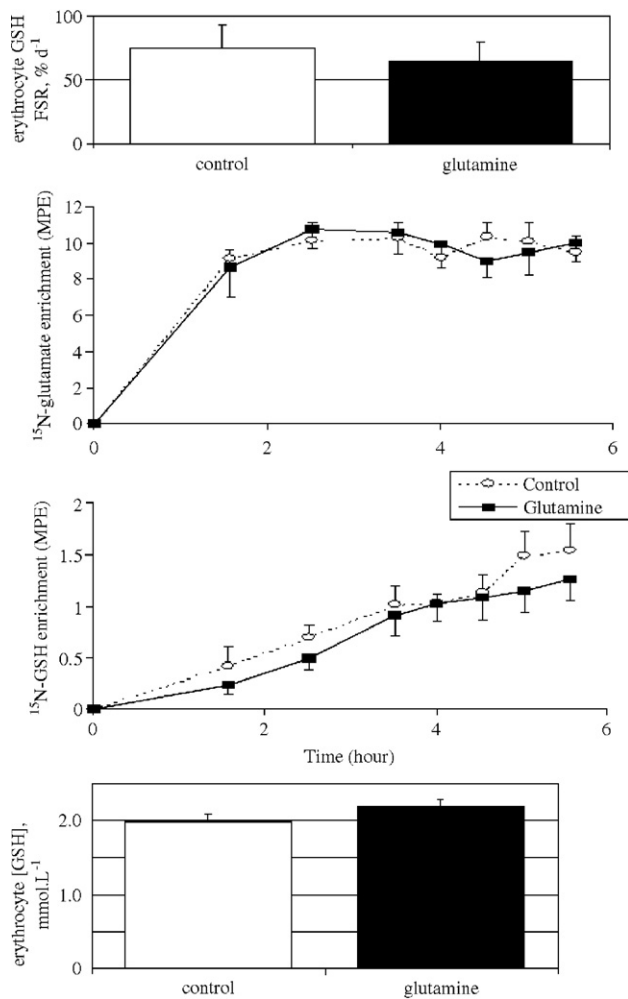 erythrocyte GSH
FSR, % d⁻¹
100
50
0
control
glutamine
¹⁵N-glutamate enrichment (MPE)
12
10
8
6
4
2
0
0
2
4
6
Control
Glutamine
¹⁵N-GSH enrichment (MPE)
2
1.5
1
0.5
0
0
2
4
6
Time (hour)
erythrocyte [GSH],
mmol.L⁻¹
2.0
1.0
0
control
glutamine